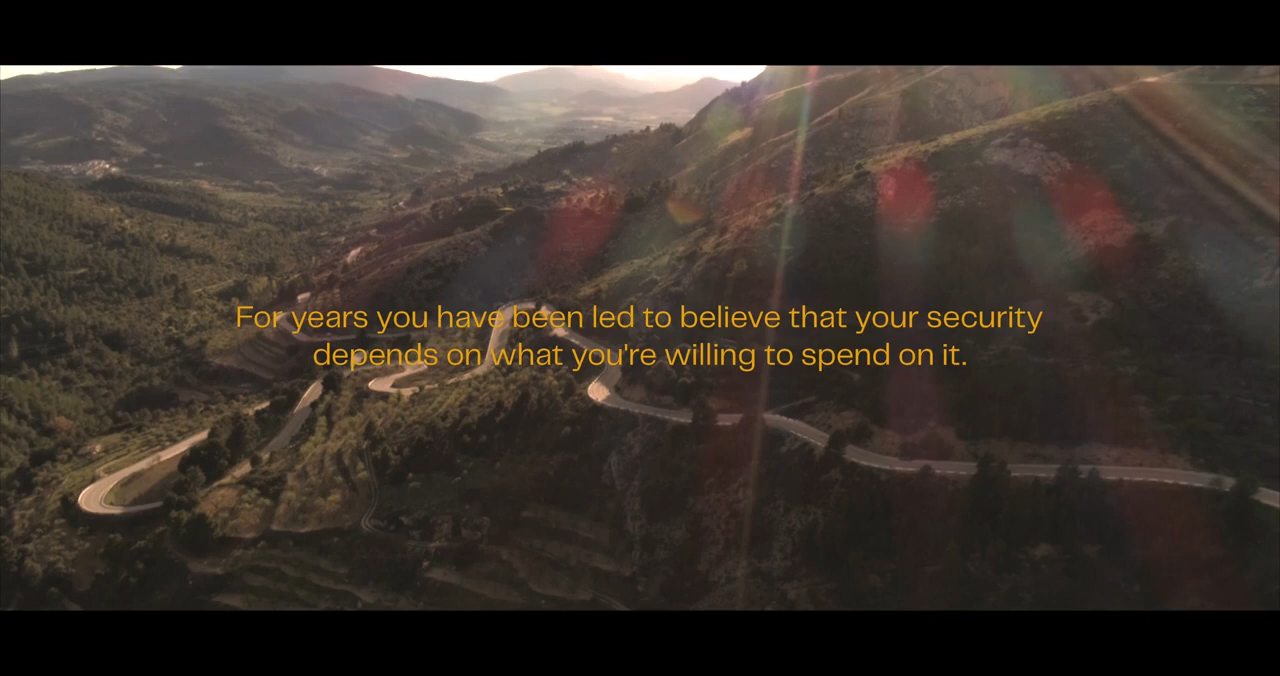 For years you have been led to believe that your security
depends on what you're willing to spend on it.